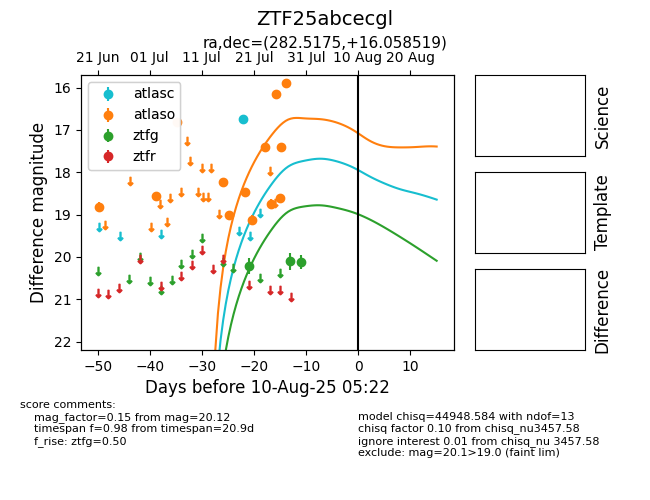 ZTF25abcecgl
ra,dec=(282.5175,+16.058519)
21 Jun 01 Jul 11 Jul 21 Jul 31 Jul 10 Aug 20 Aug
atlasc
atlaso
ztfg
ztfr
16
17
18
19
20
21
22
Difference magnitude
−50 −40 −30 −20 −10 0 10
Days before 10-Aug-25 05:22
Science
Template
Difference
score comments:
mag_factor=0.15 from mag=20.12
timespan f=0.98 from timespan=20.9d
f_rise: ztfg=0.50
model chisq=44948.584 with ndof=13
chisq factor 0.10 from chisq_nu3457.58
ignore interest 0.01 from chisq_nu 3457.58
exclude: mag=20.1>19.0 (faint lim)